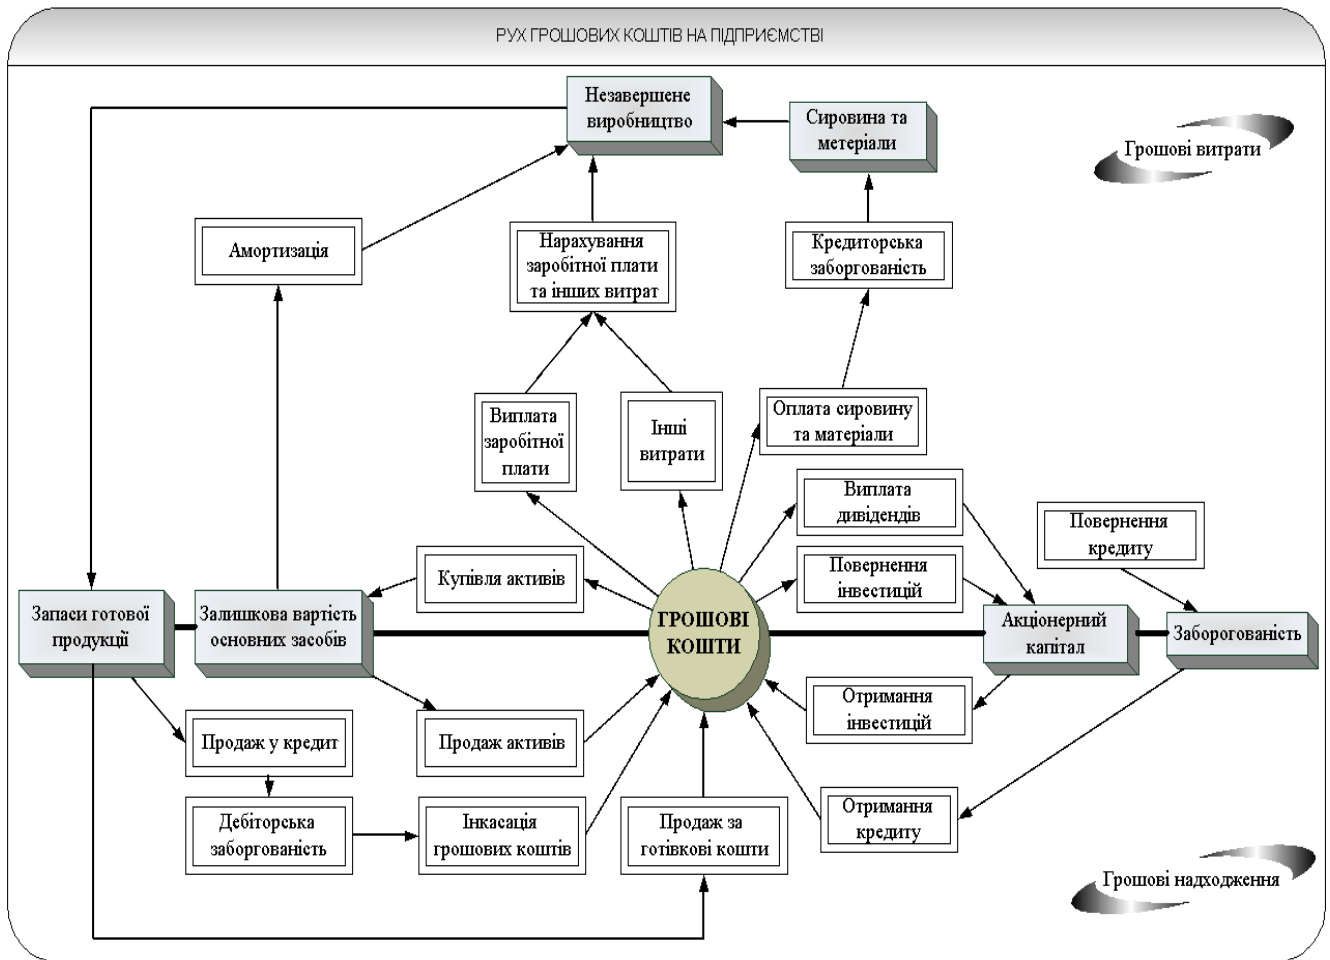 РУХ ГРОШОВИХ КОШТІВ НА ПІДПРИЄМСТВІ
Незавершене
виробництво
Сировина та
метеріали
Грошові витрати
Амортизація
Нарахування
заробітної плати
та інших витрат
Кредиторська
заборгованість
Виплата
заробітної
плати
Інші
витрати
Оплата сировину
та матеріали
Виплата
дивідендів
Повернення
кредиту
Купівля активів
Повернення
інвестицій
Запаси готової
продукції
Залишкова вартість
основних засобів
ГРОШОВІ
КОШТИ
Акціонерний
капітал
Заборогованість
Отримання
інвестицій
Продаж у кредит
Продаж активів
Дебіторська
заборгованість
Інкасація
грошових коштів
Продаж за
готівкові кошти
Отримання
кредиту
Грошові надходження